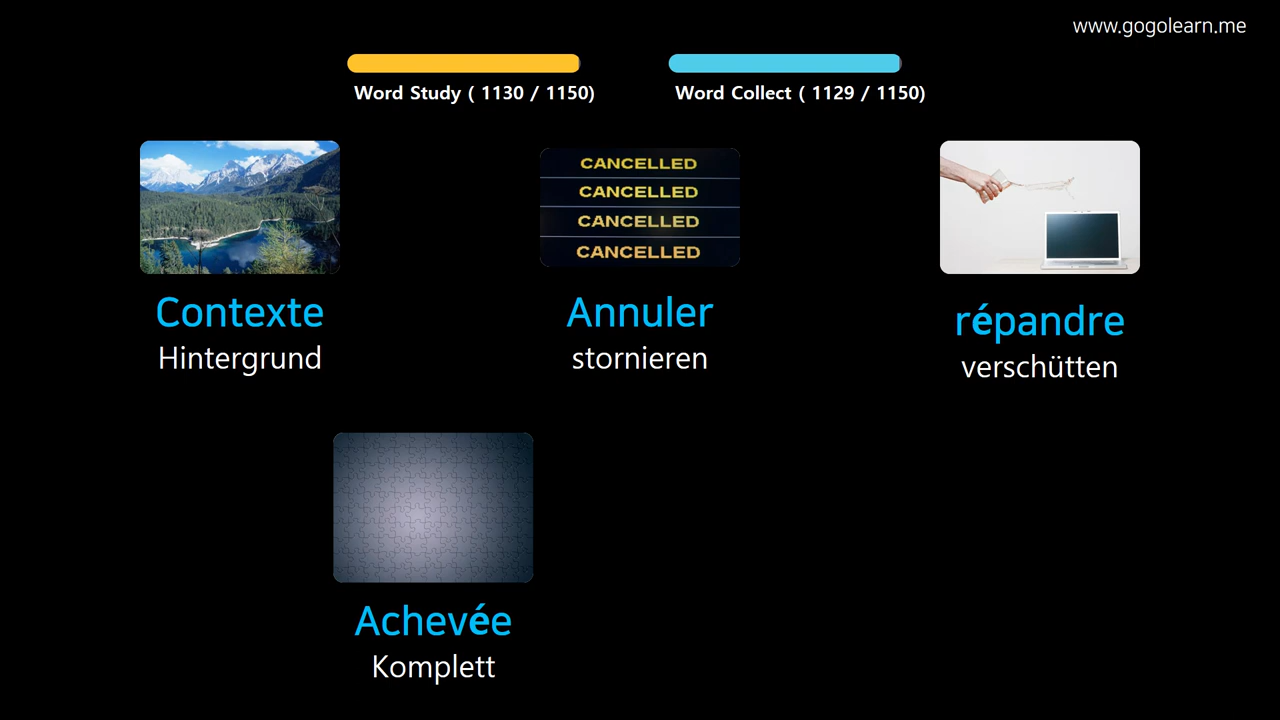 www.gogolearn.me
Word Study ( 1130 / 1150)
Word Collect ( 1129 / 1150)
CANCELLED
CANCELLED
CANCELLED
CANCELLED
Contexte
Hintergrund
Annuler
stornieren
répandre
verschütten
Achevée
Komplett